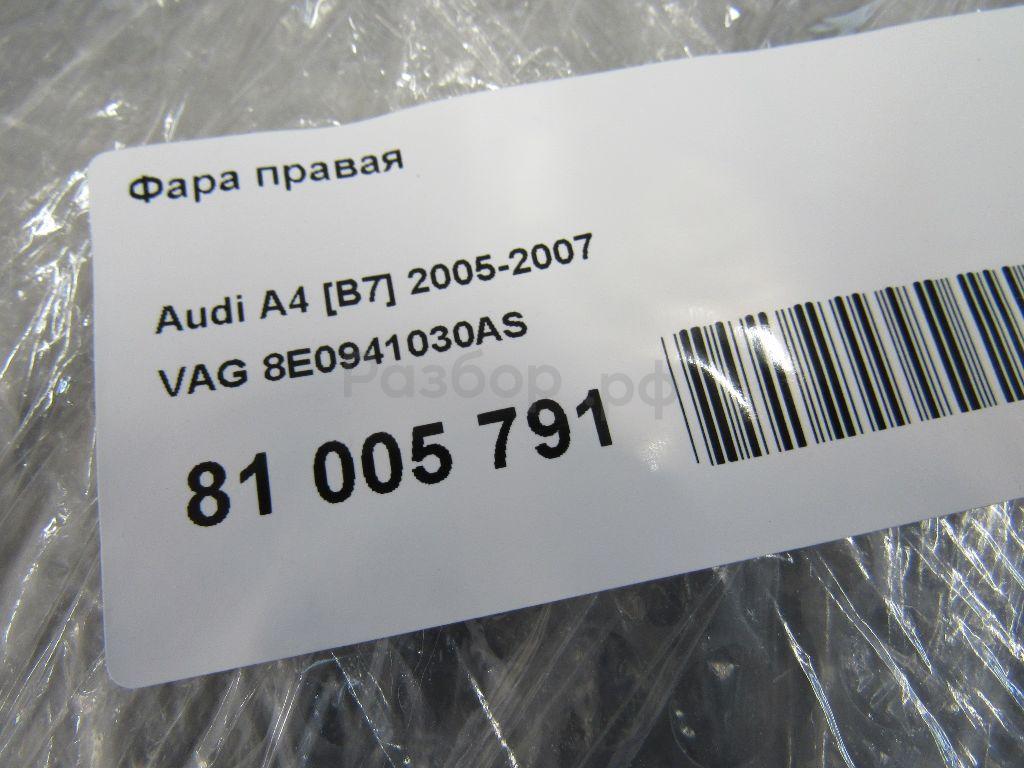 Фара правая
Audi A4 [B7] 2005-2007
VAG 8E0941030AS
Разбор.рф
81 005 791